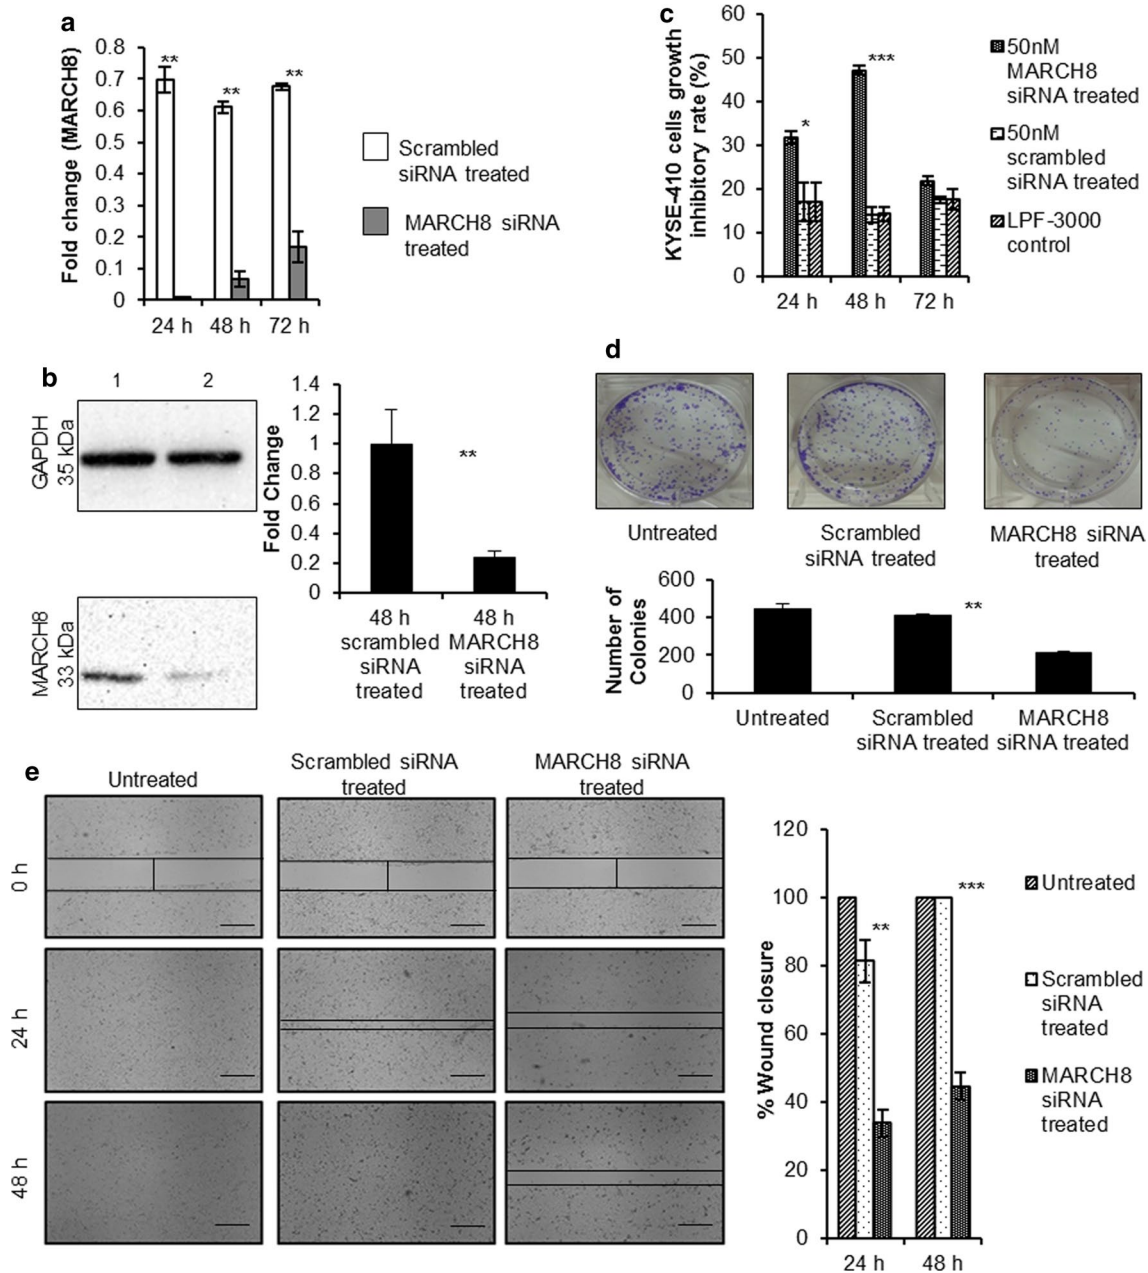 a
Fold change (MARCH8)
0.8
0.7
0.6
0.5
0.4
0.3
0.2
0.1
0
**
**
**
24 h 48 h 72 h
Scrambled
siRNA treated
MARCH8 siRNA
treated
c
KYSE-410 cells growth
inhibitory rate (%)
60
50
40
30
20
10
0
*
***
24 h 48 h 72 h
50nM
MARCH8
siRNA treated
50nM
scrambled
siRNA treated
LPF-3000
control
b
1 2
GAPDH
35 kDa
MARCH8
33 kDa
Fold Change
1.4
1.2
1
0.8
0.6
0.4
0.2
0
**
48 h
scrambled
siRNA
treated
48 h
MARCH8
siRNA
treated
d
Untreated
Scrambled
siRNA treated
MARCH8 siRNA
treated
Number of
Colonies
600
400
200
0
**
Untreated
Scrambled
siRNA treated
MARCH8
siRNA treated
e
Untreated
Scrambled siRNA
treated
MARCH8 siRNA
treated
0 h
24 h
48 h
% Wound closure
120
100
80
60
40
20
0
**
***
24 h 48 h
Untreated
Scrambled
siRNA
treated
MARCH8
siRNA
treated